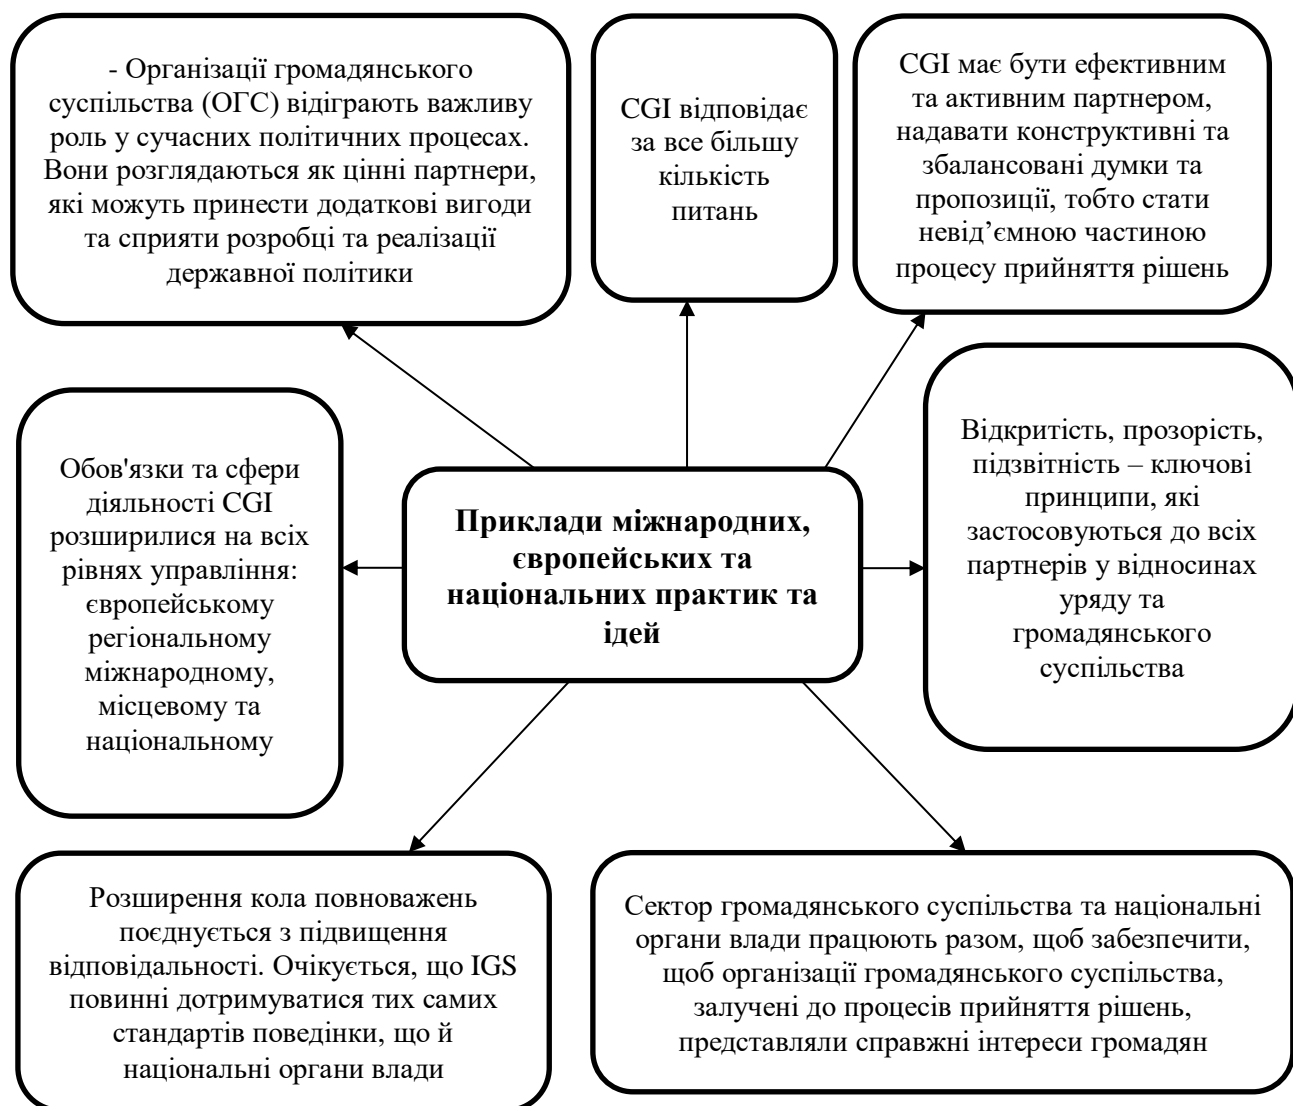 - Організації громадянського
суспільства (ОГС) відіграють важливу
роль у сучасних політичних процесах.
Вони розглядаються як цінні партнери,
які можуть принести додаткові вигоди
та сприяти розробці та реалізації
державної політики
CGI відповідає
за все більшу
кількість
питань
CGI має бути ефективним
та активним партнером,
надавати конструктивні та
збалансовані думки та
пропозиції, тобто стати
невід’ємною частиною
процесу прийняття рішень
Обов'язки та сфери
діяльності CGI
розширилися на всіх
рівнях управління:
європейському
регіональному
міжнародному,
місцевому та
національному
Приклади міжнародних,
європейських та
національних практик та
ідей
Відкритість, прозорість,
підзвітність – ключові
принципи, які
застосовуються до всіх
партнерів у відносинах
уряду та
громадянського
суспільства
Розширення кола повноважень
поєднується з підвищення
відповідальності. Очікується, що IGS
повинні дотримуватися тих самих
стандартів поведінки, що й
національні органи влади
Сектор громадянського суспільства та національні
органи влади працюють разом, щоб забезпечити,
щоб організації громадянського суспільства,
залучені до процесів прийняття рішень,
представляли справжні інтереси громадян